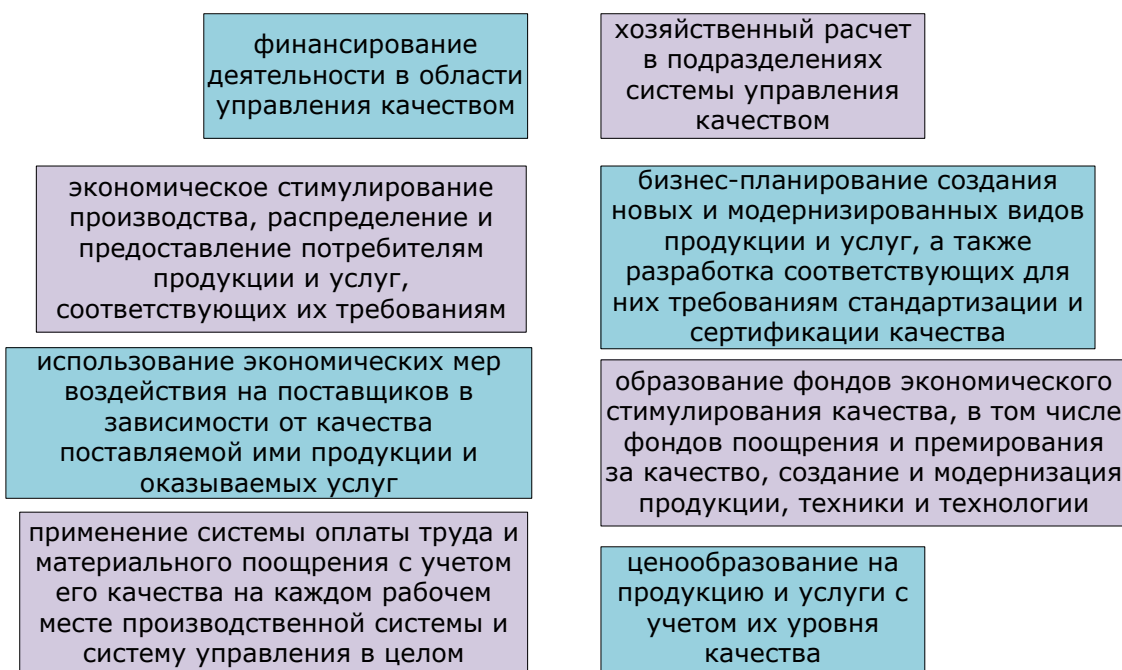 финансирование
деятельности в области
управления качеством
хозяйственный расчет
в подразделениях
системы управления
качеством
экономическое стимулирование
производства, распределение и
предоставление потребителям
продукции и услуг,
соответствующих их требованиям
бизнес-планирование создания
новых и модернизированных видов
продукции и услуг, а также
разработка соответствующих для
них требованиям стандартизации и
сертификации качества
использование экономических мер
воздействия на поставщиков в
зависимости от качества
поставляемой ими продукции и
оказываемых услуг
образование фондов экономического
стимулирования качества, в том числе
фондов поощрения и премирования
за качество, создание и модернизация
продукции, техники и технологии
применение системы оплаты труда и
материального поощрения с учетом
его качества на каждом рабочем
месте производственной системы и
систему управления в целом
ценообразование на
продукцию и услуги с
учетом их уровня
качества